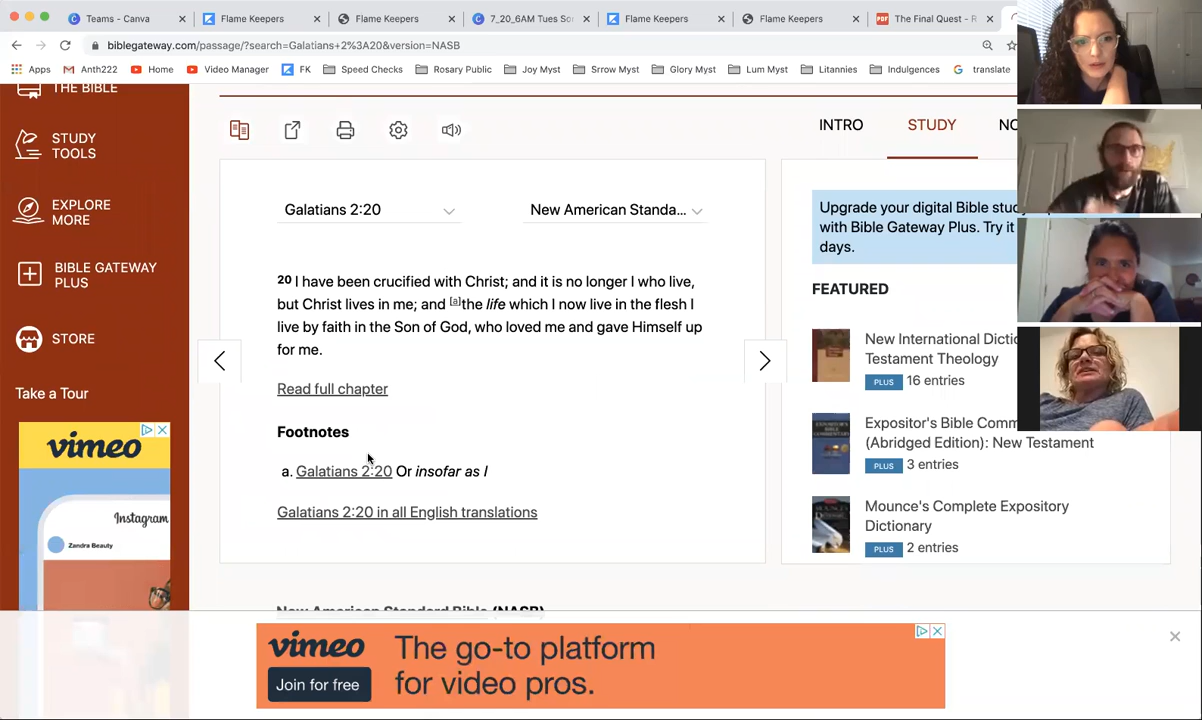 Teams - Canva
Flame Keepers
Flame Keepers
7_20_6AM Tues So
Flame Keepers
Flame Keepers
The Final Quest - R
biblegateway.com/passage/?search=Galatians+2%3A20&version=NASB
Apps
Anth222
Home
Video Manager
FK
Speed Checks
Rosary Public
Joy Myst
Srrow Myst
Glory Myst
Lum Myst
Litannies
Indulgences
translate
THE BIBLE
STUDY
TOOLS
EXPLORE
MORE
BIBLE GATEWAY
PLUS
STORE
Take a Tour
vimeo
Instagram
Zandra Beauty
INTRO
STUDY
NO
Galatians 2:20
New American Standa...
20 I have been crucified with Christ; and it is no longer I who live,
but Christ lives in me; and [a]the life which I now live in the flesh I
live by faith in the Son of God, who loved me and gave Himself up
for me.
Read full chapter
Footnotes
a. Galatians 2:20 Or insofar as I
Galatians 2:20 in all English translations
New American Standard Bible (NASB)
Upgrade your digital Bible study
with Bible Gateway Plus. Try it
days.
FEATURED
New International Dictio
Testament Theology
PLUS 16 entries
Expositor's Bible Comm
(Abridged Edition): New Testament
PLUS 3 entries
Mounce's Complete Expository
Dictionary
PLUS 2 entries
vimeo
Join for free
The go-to platform
for video pros.